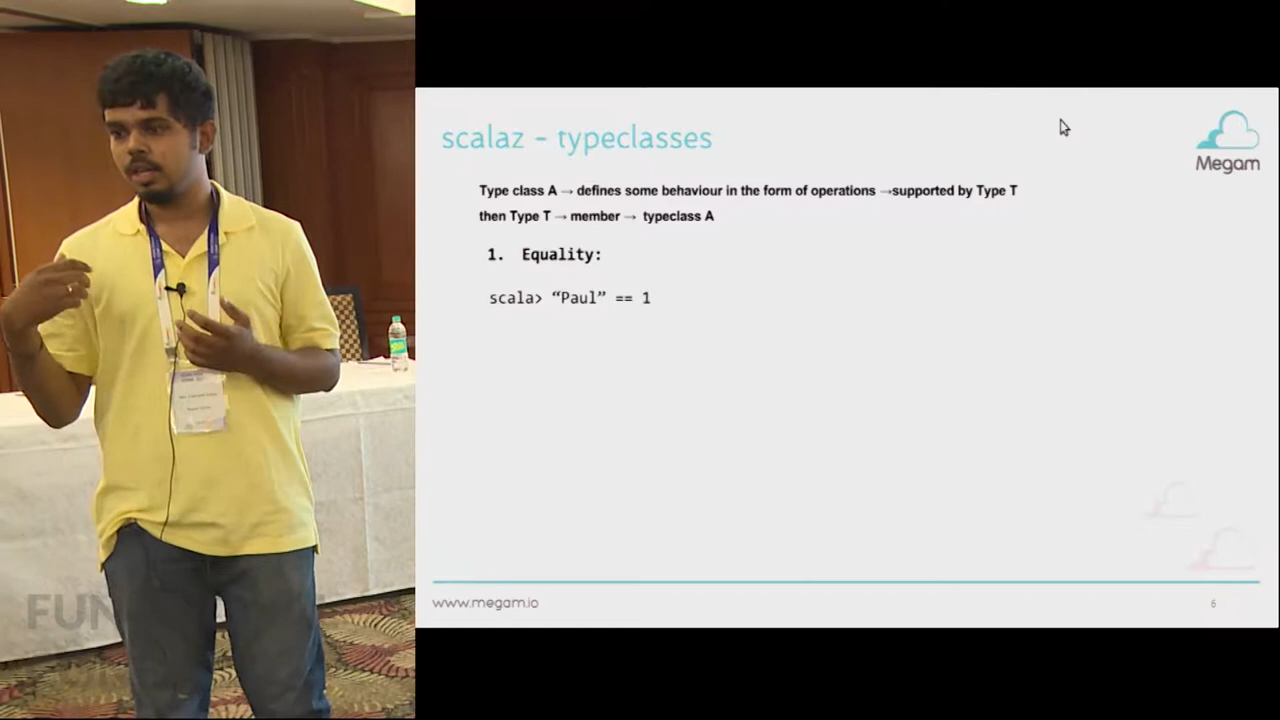 scalaz - typeclasses
Megam
Type class A → defines some behaviour in the form of operations →supported by Type T
then Type T → member → typeclass A
1. Equality:
scala> “Paul” == 1
www.megam.io
6
FUN